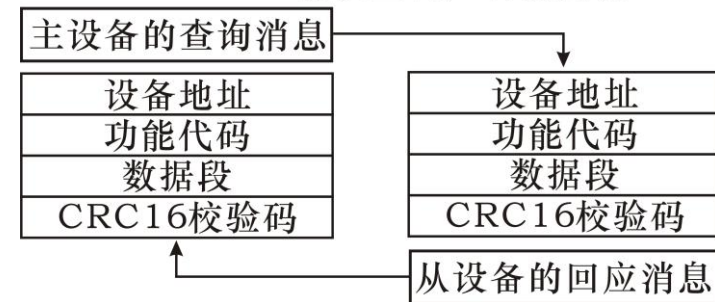 主设备的查询消息
设备地址
功能代码
数据段
CRC16校验码
设备地址
功能代码
数据段
CRC16校验码
从设备的回应消息